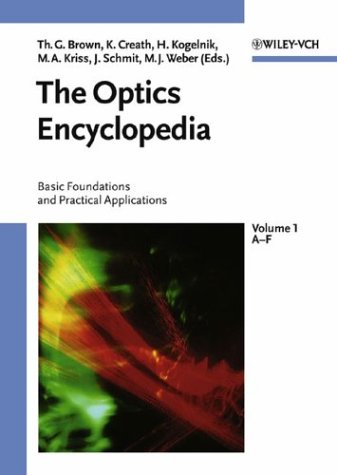 Th. G. Brown, K. Creath, H. Kogelnik,
M. A. Kriss, J. Schmit, M. J. Weber (Eds.)
WILEY-VCH
The Optics
Encyclopedia
Basic Foundations
and Practical Applications
Volume 1
A–F